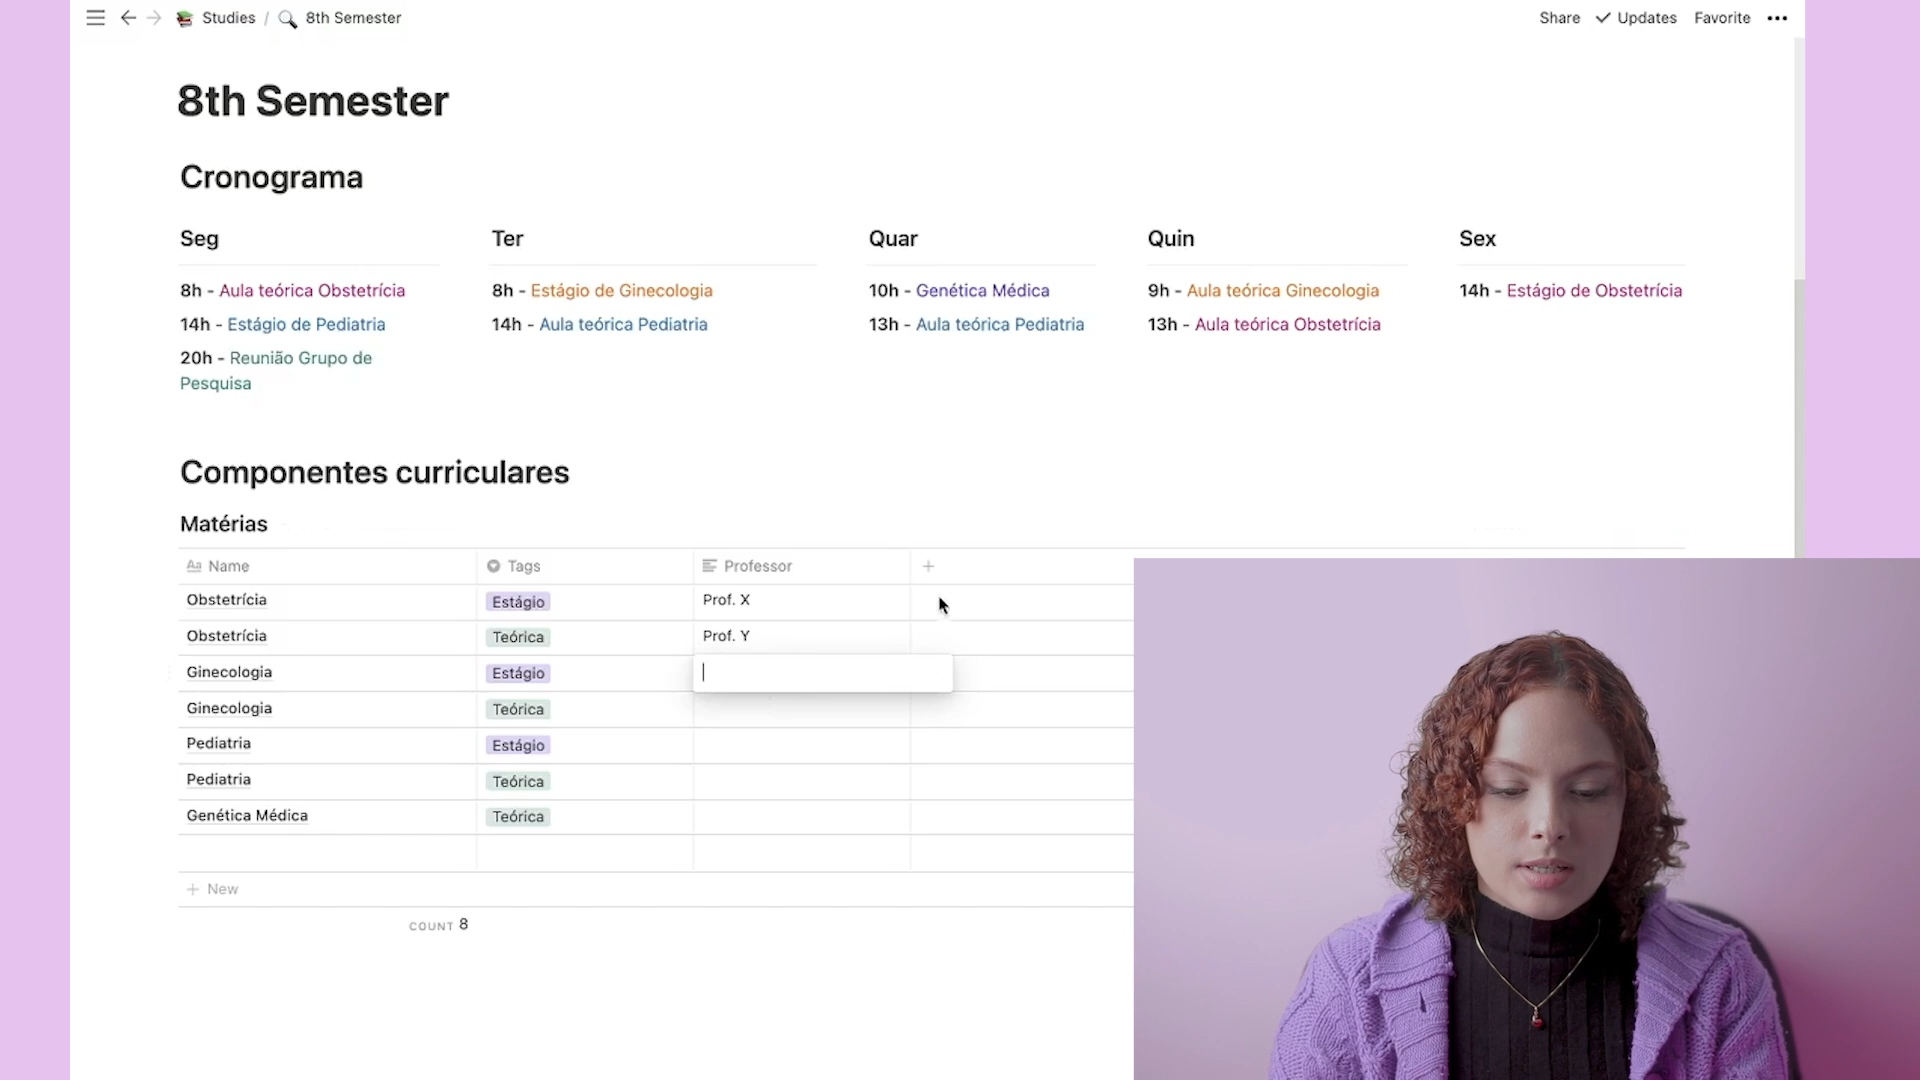 Studies / 8th Semester
Share Updates Favorite
8th Semester
Cronograma
Seg
8h - Aula teórica Obstetrícia
14h - Estágio de Pediatria
20h - Reunião Grupo de
Pesquisa
Ter
8h - Estágio de Ginecologia
14h - Aula teórica Pediatria
Quar
10h - Genética Médica
13h - Aula teórica Pediatria
Quin
9h - Aula teórica Ginecologia
13h - Aula teórica Obstetrícia
Sex
14h - Estágio de Obstetrícia
Componentes curriculares
Matérias
Aa Name Tags Professor +
Obstetrícia Estágio Prof. X
Obstetrícia Teórica Prof. Y
Ginecologia Estágio
Ginecologia Teórica
Pediatria Estágio
Pediatria Teórica
Genética Médica Teórica
+ New
COUNT 8